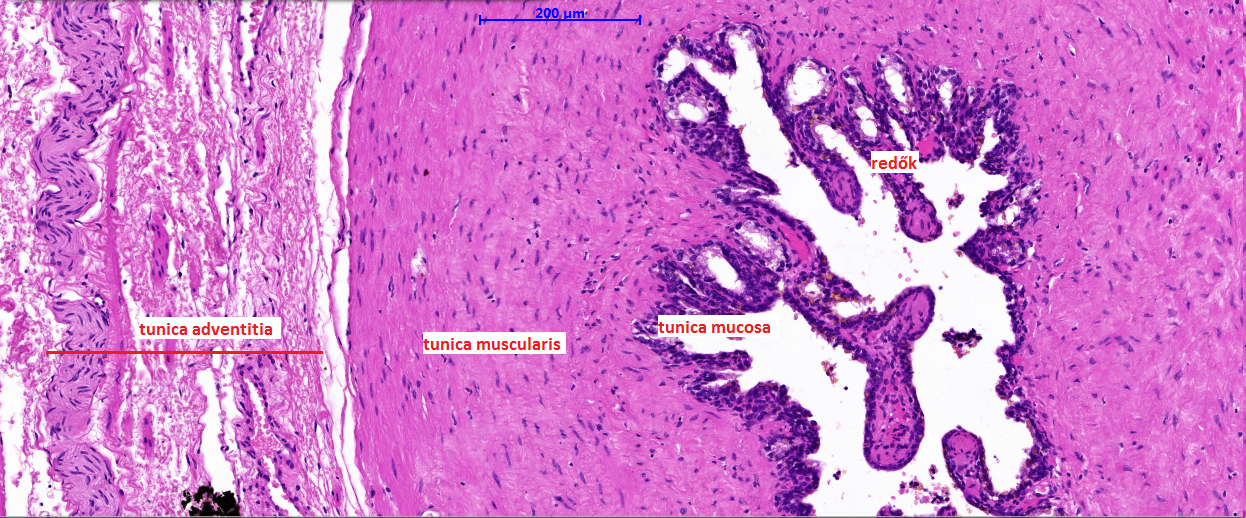 200 µm
redők
tunica adventitia
tunica mucosa
tunica muscularis